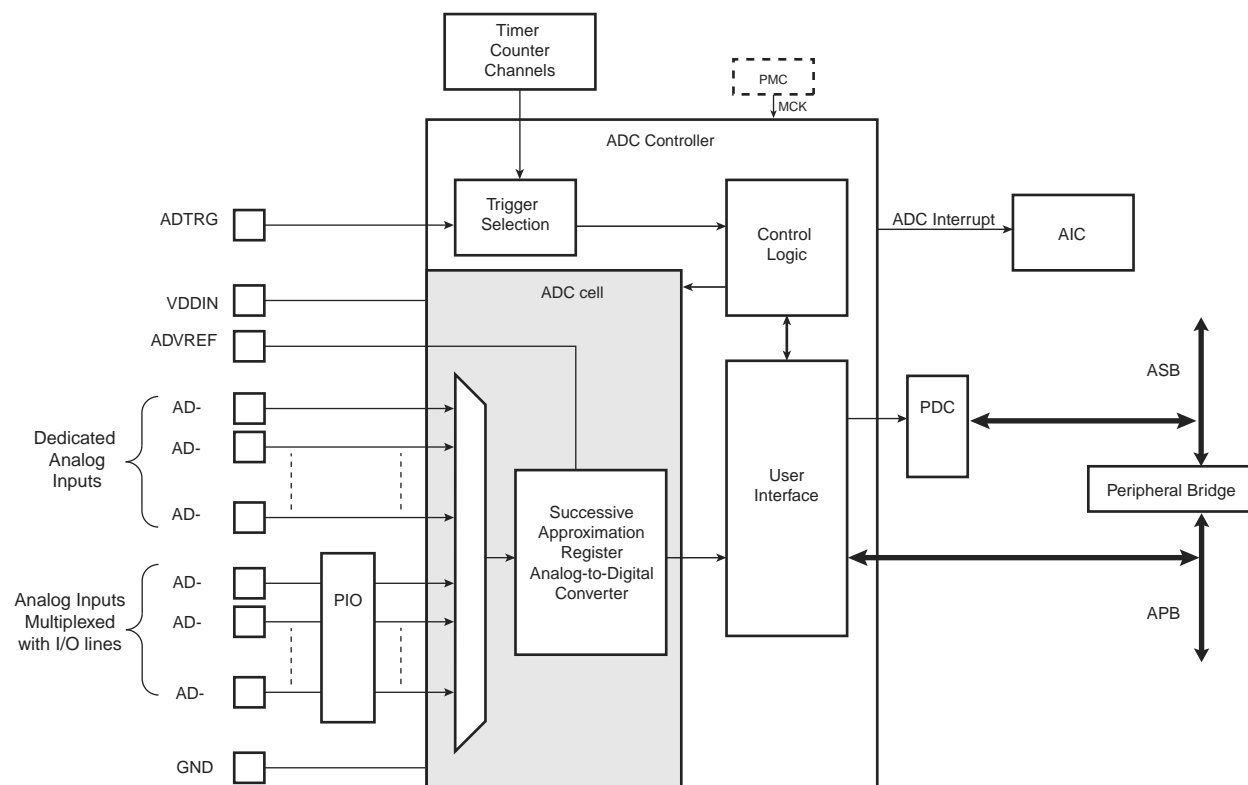 Timer
Counter
Channels
PMC
MCK
ADC Controller
ADTRG
Trigger
Selection
Control
Logic
ADC Interrupt
AIC
VDDIN
ADC cell
ADVREF
ASB
Dedicated
Analog
Inputs
AD-
AD-
AD-
PDC
User
Interface
Peripheral Bridge
Successive
Approximation
Register
Analog-to-Digital
Converter
Analog Inputs
Multiplexed
with I/O lines
AD-
AD-
AD-
PIO
APB
GND